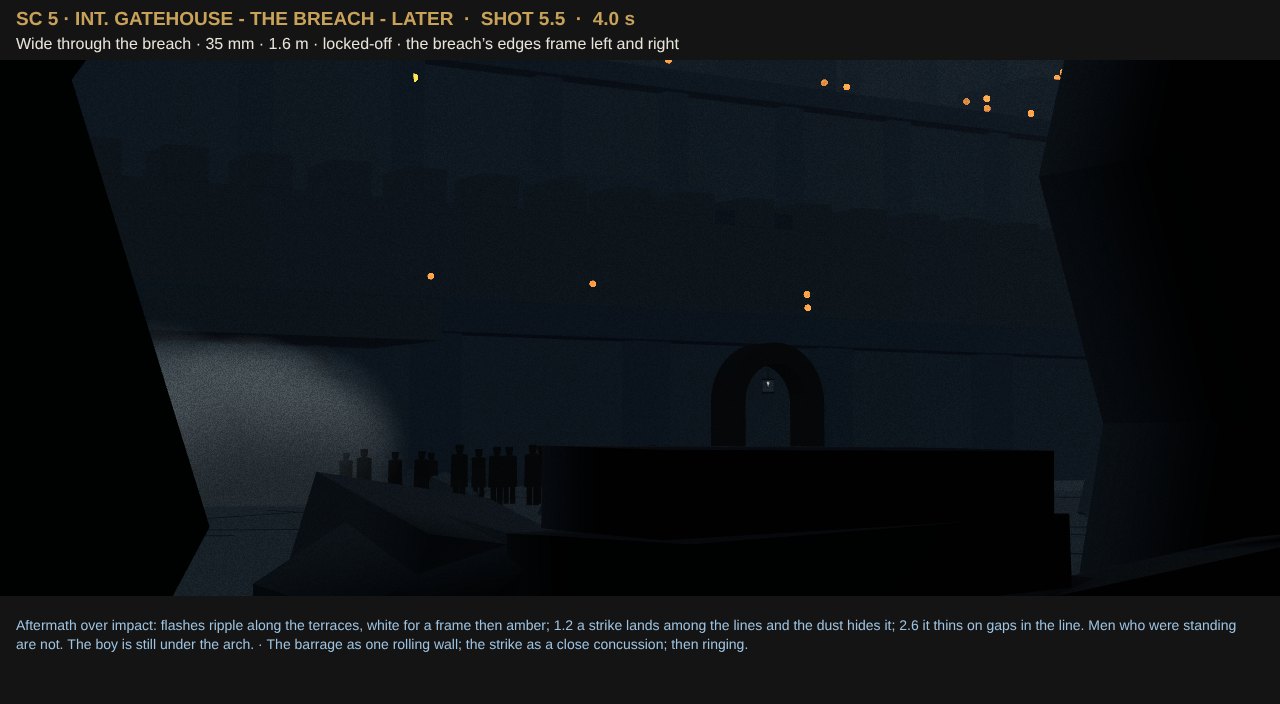 SC 5 · INT. GATEHOUSE - THE BREACH - LATER · SHOT 5.5 · 4.0 s
Wide through the breach · 35 mm · 1.6 m · locked-off · the breach’s edges frame left and right
Aftermath over impact: flashes ripple along the terraces, white for a frame then amber; 1.2 a strike lands among the lines and the dust hides it; 2.6 it thins on gaps in the line. Men who were standing
are not. The boy is still under the arch. · The barrage as one rolling wall; the strike as a close concussion; then ringing.